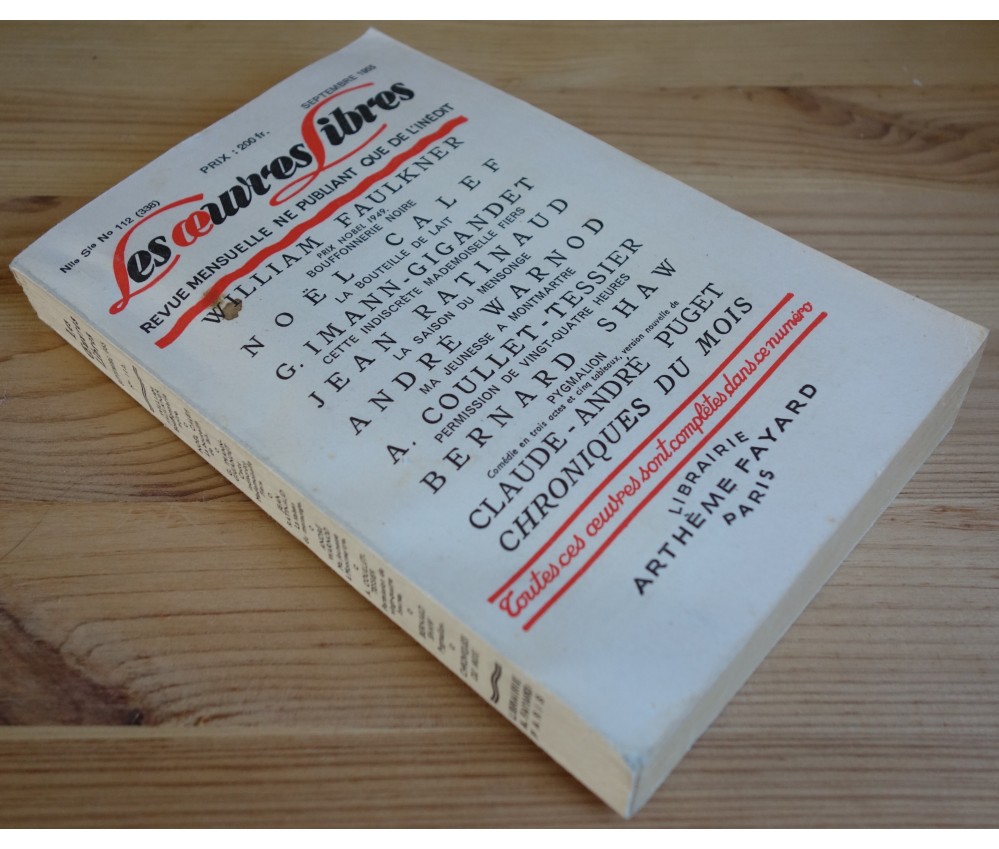 Nlle Sie No 112 (338)
PRIX : 200 fr.
SEPTEMBRE 1955
Les œuvres Libres
REVUE MENSUELLE NE PUBLIANT QUE DE L'INÉDIT
WILLIAM FAULKNER
PRIX NOBEL 1949.
BOUFFONNERIE NOIRE
NOËL CALEF
LA BOUTEILLE DE LAIT
G. IMANN-GIGANDET
CETTE INDISCRÈTE MADEMOISELLE FIERS
JEAN RATINAUD
LA SAISON DU MENSONGE
ANDRÉ WARNOD
MA JEUNESSE A MONTMARTRE
A. COULLET-TESSIER
PERMISSION DE VINGT-QUATRE HEURES
BERNARD SHAW
PYGMALION
Comédie en trois actes et cinq tableaux, version nouvelle de
CLAUDE-ANDRÉ PUGET
CHRONIQUES DU MOIS
Toutes ces œuvres sont complètes dans ce numéro
LIBRAIRIE
ARTHÈME FAYARD
PARIS